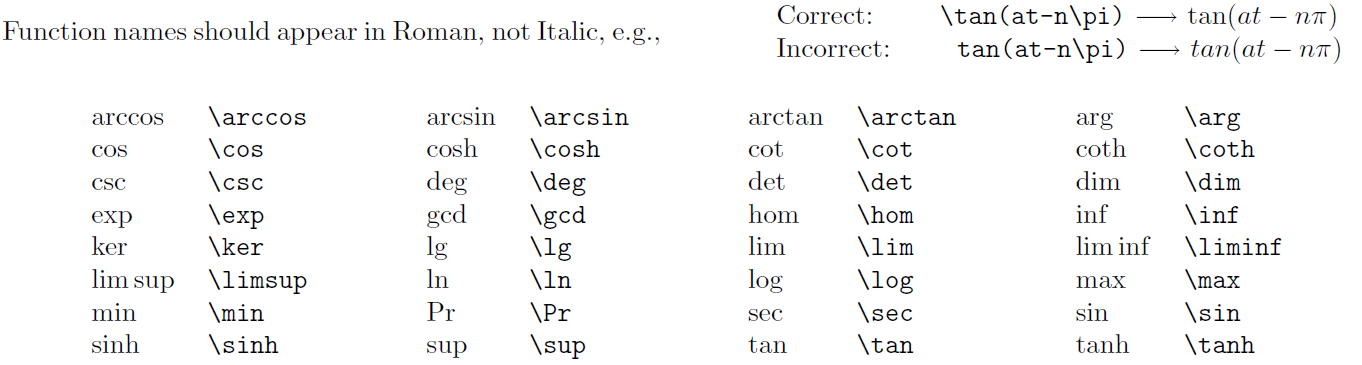 Correct: \tan(at-n\pi) ⟶ tan(at − nπ)
Function names should appear in Roman, not Italic, e.g.,
Incorrect: tan(at-n\pi) ⟶ tan(at − nπ)
arccos \arccos arcsin \arcsin arctan \arctan arg \arg
cos \cos cosh \cosh cot \cot coth \coth
csc \csc deg \deg det \det dim \dim
exp \exp gcd \gcd hom \hom inf \inf
ker \ker lg \lg lim \lim lim inf \liminf
lim sup \limsup ln \ln log \log max \max
min \min Pr \Pr sec \sec sin \sin
sinh \sinh sup \sup tan \tan tanh \tanh